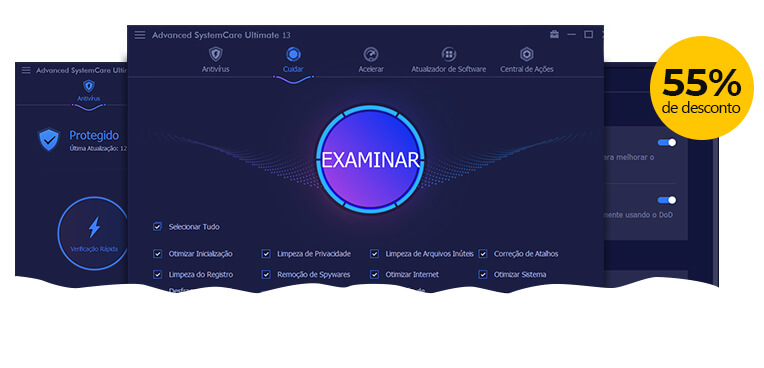 Advanced SystemCare Ultimate 13
Antivírus
Cuidar
Acelerar
Atualizador de Software
Central de Ações
EXAMINAR
Selecionar Tudo
Otimizar Inicialização
Limpeza de Privacidade
Limpeza de Arquivos Inúteis
Correção de Atalhos
Limpeza do Registro
Remoção de Spywares
Otimizar Internet
Otimizar Sistema
Advanced SystemCare Ultim
Antivírus
Protegido
Última Atualização: 12
Verificação Rápida
55%
de desconto
ara melhorar o
mente usando o DoD